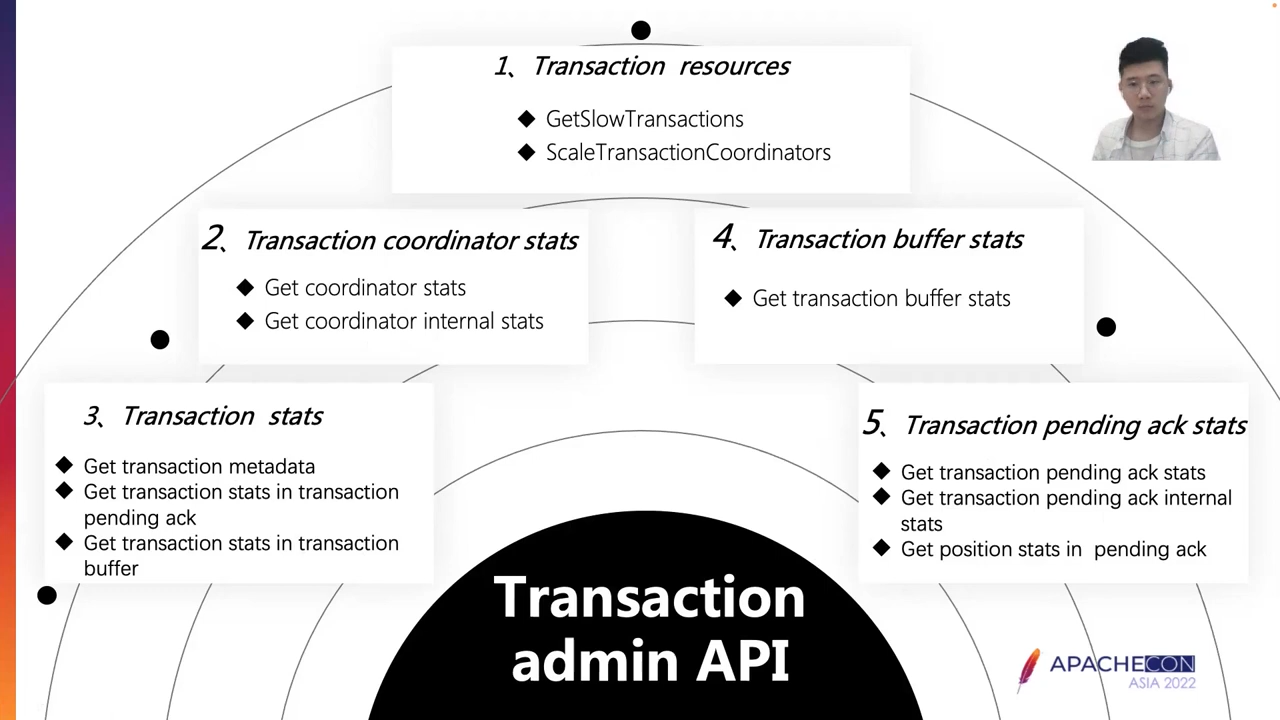 1、Transaction resources
◆ GetSlowTransactions
◆ ScaleTransactionCoordinators
2、Transaction coordinator stats
◆ Get coordinator stats
◆ Get coordinator internal stats
4、Transaction buffer stats
◆ Get transaction buffer stats
3、Transaction stats
◆ Get transaction metadata
◆ Get transaction stats in transaction
pending ack
◆ Get transaction stats in transaction
buffer
5、Transaction pending ack stats
◆ Get transaction pending ack stats
◆ Get transaction pending ack internal
stats
◆ Get position stats in pending ack
Transaction
admin API
APACHECON
ASIA 2022